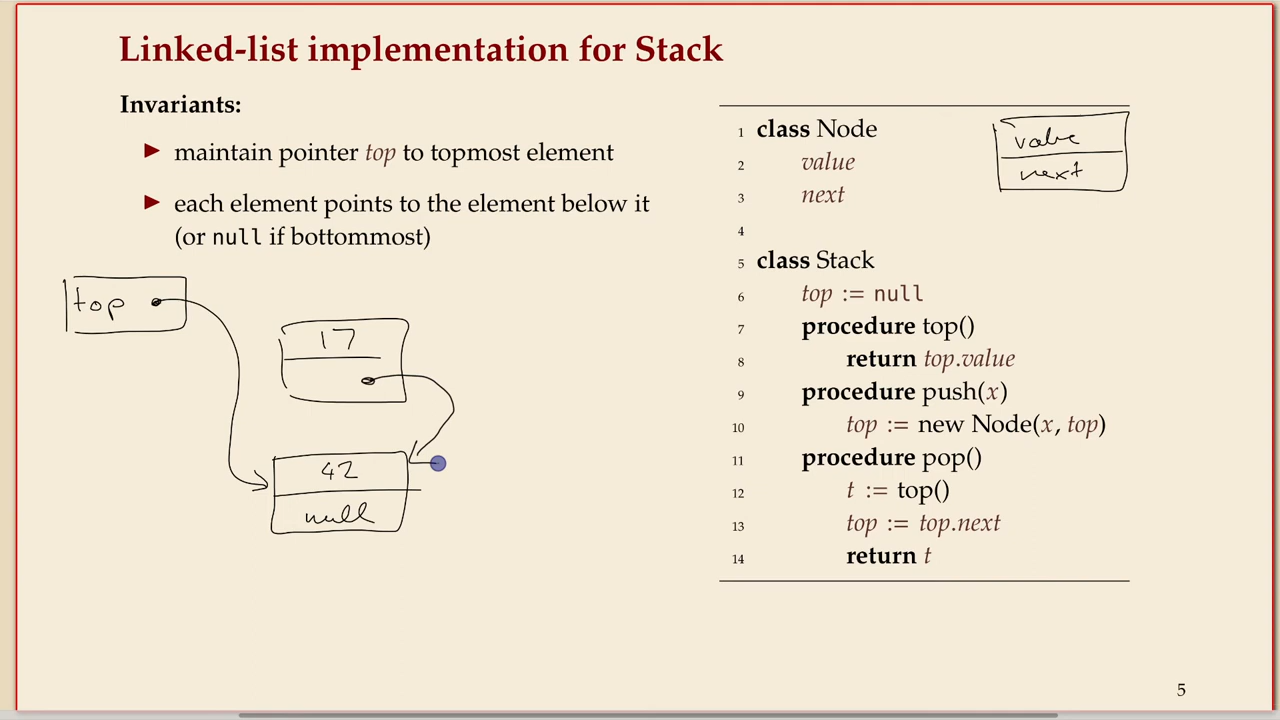 Linked-list implementation for Stack
Invariants:
▶ maintain pointer top to topmost element
▶ each element points to the element below it
(or null if bottommost)
top
17
42
null
1 class Node
2 value
3 next
4
5 class Stack
6 top := null
7 procedure top()
8 return top.value
9 procedure push(x)
10 top := new Node(x, top)
11 procedure pop()
12 t := top()
13 top := top.next
14 return t
value
next
5